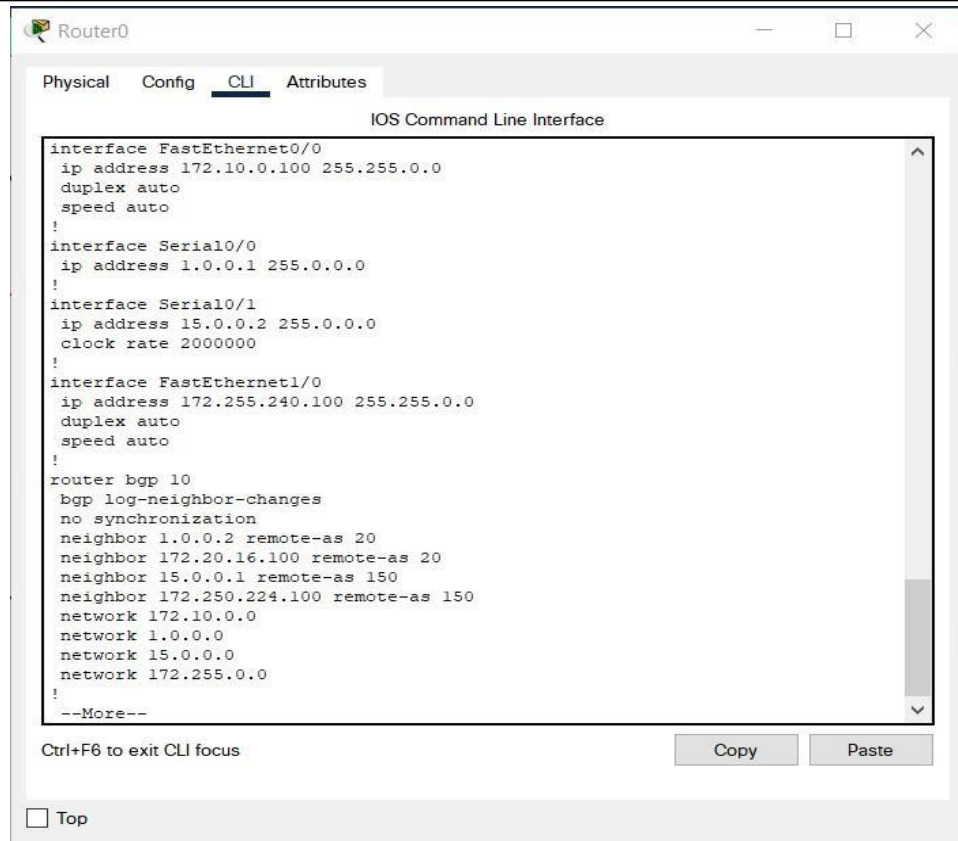 Router0
Physical Config CLI Attributes
IOS Command Line Interface
interface FastEthernet0/0
 ip address 172.10.0.100 255.255.0.0
 duplex auto
 speed auto
!
interface Serial0/0
 ip address 1.0.0.1 255.0.0.0
!
interface Serial0/1
 ip address 15.0.0.2 255.0.0.0
 clock rate 2000000
!
interface FastEthernet1/0
 ip address 172.255.240.100 255.255.0.0
 duplex auto
 speed auto
!
router bgp 10
 bgp log-neighbor-changes
 no synchronization
 neighbor 1.0.0.2 remote-as 20
 neighbor 172.20.16.100 remote-as 20
 neighbor 15.0.0.1 remote-as 150
 neighbor 172.250.224.100 remote-as 150
 network 172.10.0.0
 network 1.0.0.0
 network 15.0.0.0
 network 172.255.0.0
!
 --More--
Ctrl+F6 to exit CLI focus
Copy Paste
Top